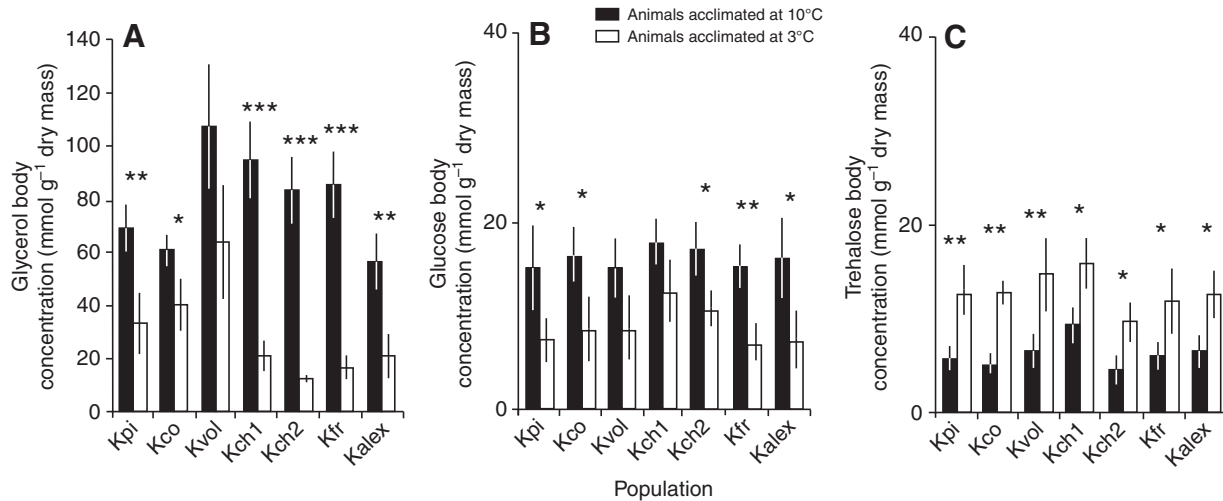 Animals acclimated at 10°C
Animals acclimated at 3°C
A
Glycerol body
concentration (mmol g⁻¹ dry mass)
140
120
100
80
60
40
20
0
**
*
***
***
***
**
Kpi
Kco
Kvol
Kch1
Kch2
Kfr
Kalex
B
Glucose body
concentration (mmol g⁻¹ dry mass)
40
20
0
*
*
*
**
*
Kpi
Kco
Kvol
Kch1
Kch2
Kfr
Kalex
Population
C
Trehalose body
concentration (mmol g⁻¹ dry mass)
40
20
0
**
**
**
*
*
*
*
Kpi
Kco
Kvol
Kch1
Kch2
Kfr
Kalex